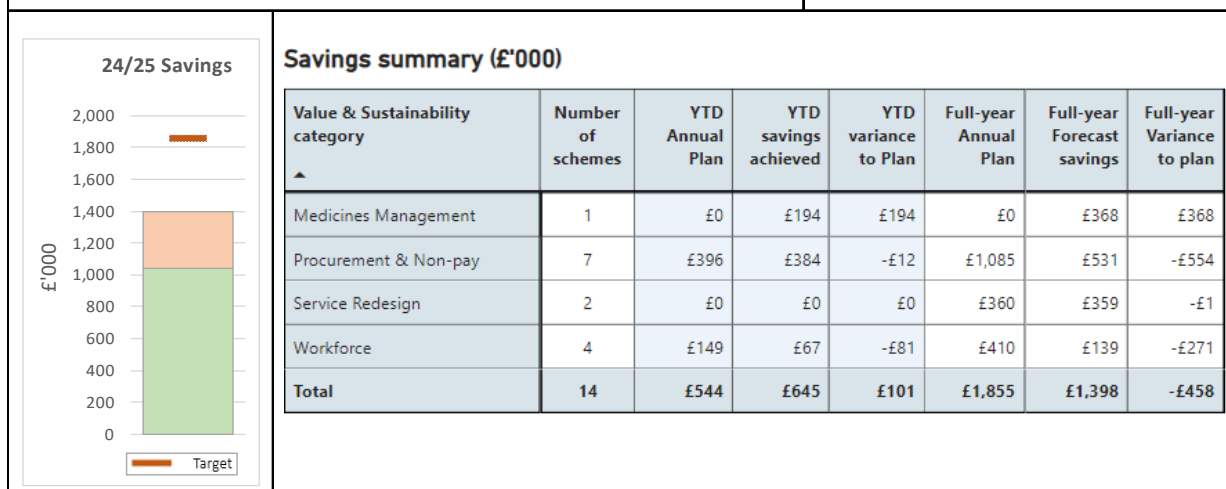 24/25 Savings
2,000
1,800
1,600
1,400
1,200
1,000
800
600
400
200
0
£'000
Target
Savings summary (£'000)
Value & Sustainability category Number of schemes YTD Annual Plan YTD savings achieved YTD variance to Plan Full-year Annual Plan Full-year Forecast savings Full-year Variance to plan
Medicines Management 1 £0 £194 £194 £0 £368 £368
Procurement & Non-pay 7 £396 £384 -£12 £1,085 £531 -£554
Service Redesign 2 £0 £0 £0 £360 £359 -£1
Workforce 4 £149 £67 -£81 £410 £139 -£271
Total 14 £544 £645 £101 £1,855 £1,398 -£458